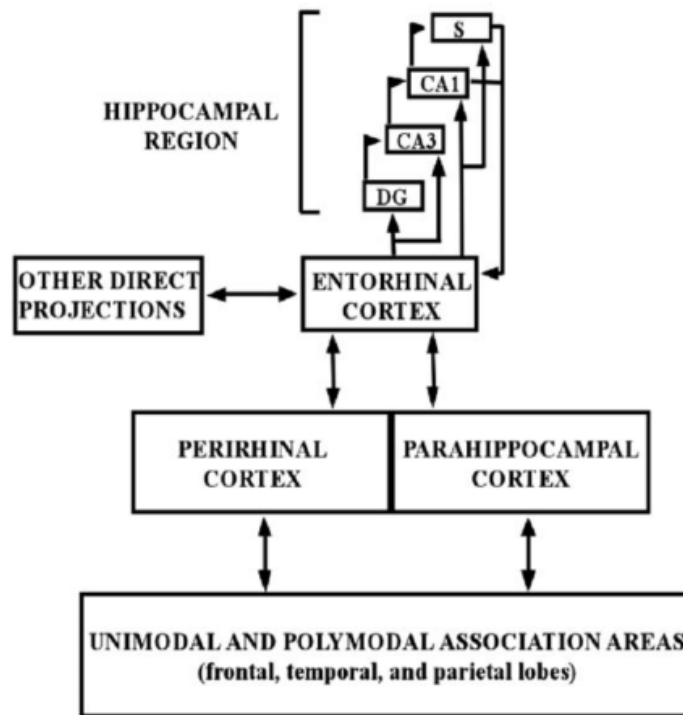 S
CA1
HIPPOCAMPAL
REGION
CA3
DG
OTHER DIRECT
PROJECTIONS
ENTORHINAL
CORTEX
PERIRHINAL
CORTEX
PARAHIPPOCAMPAL
CORTEX
UNIMODAL AND POLYMODAL ASSOCIATION AREAS
(frontal, temporal, and parietal lobes)